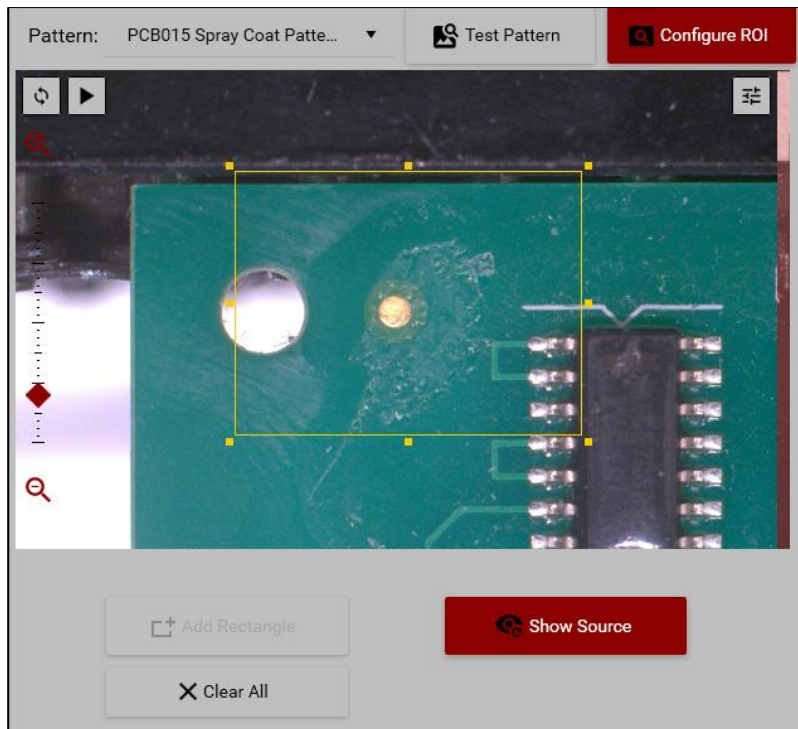 Pattern: PCB015 Spray Coat Patte... Test Pattern Configure ROI
Add Rectangle Show Source
Clear All